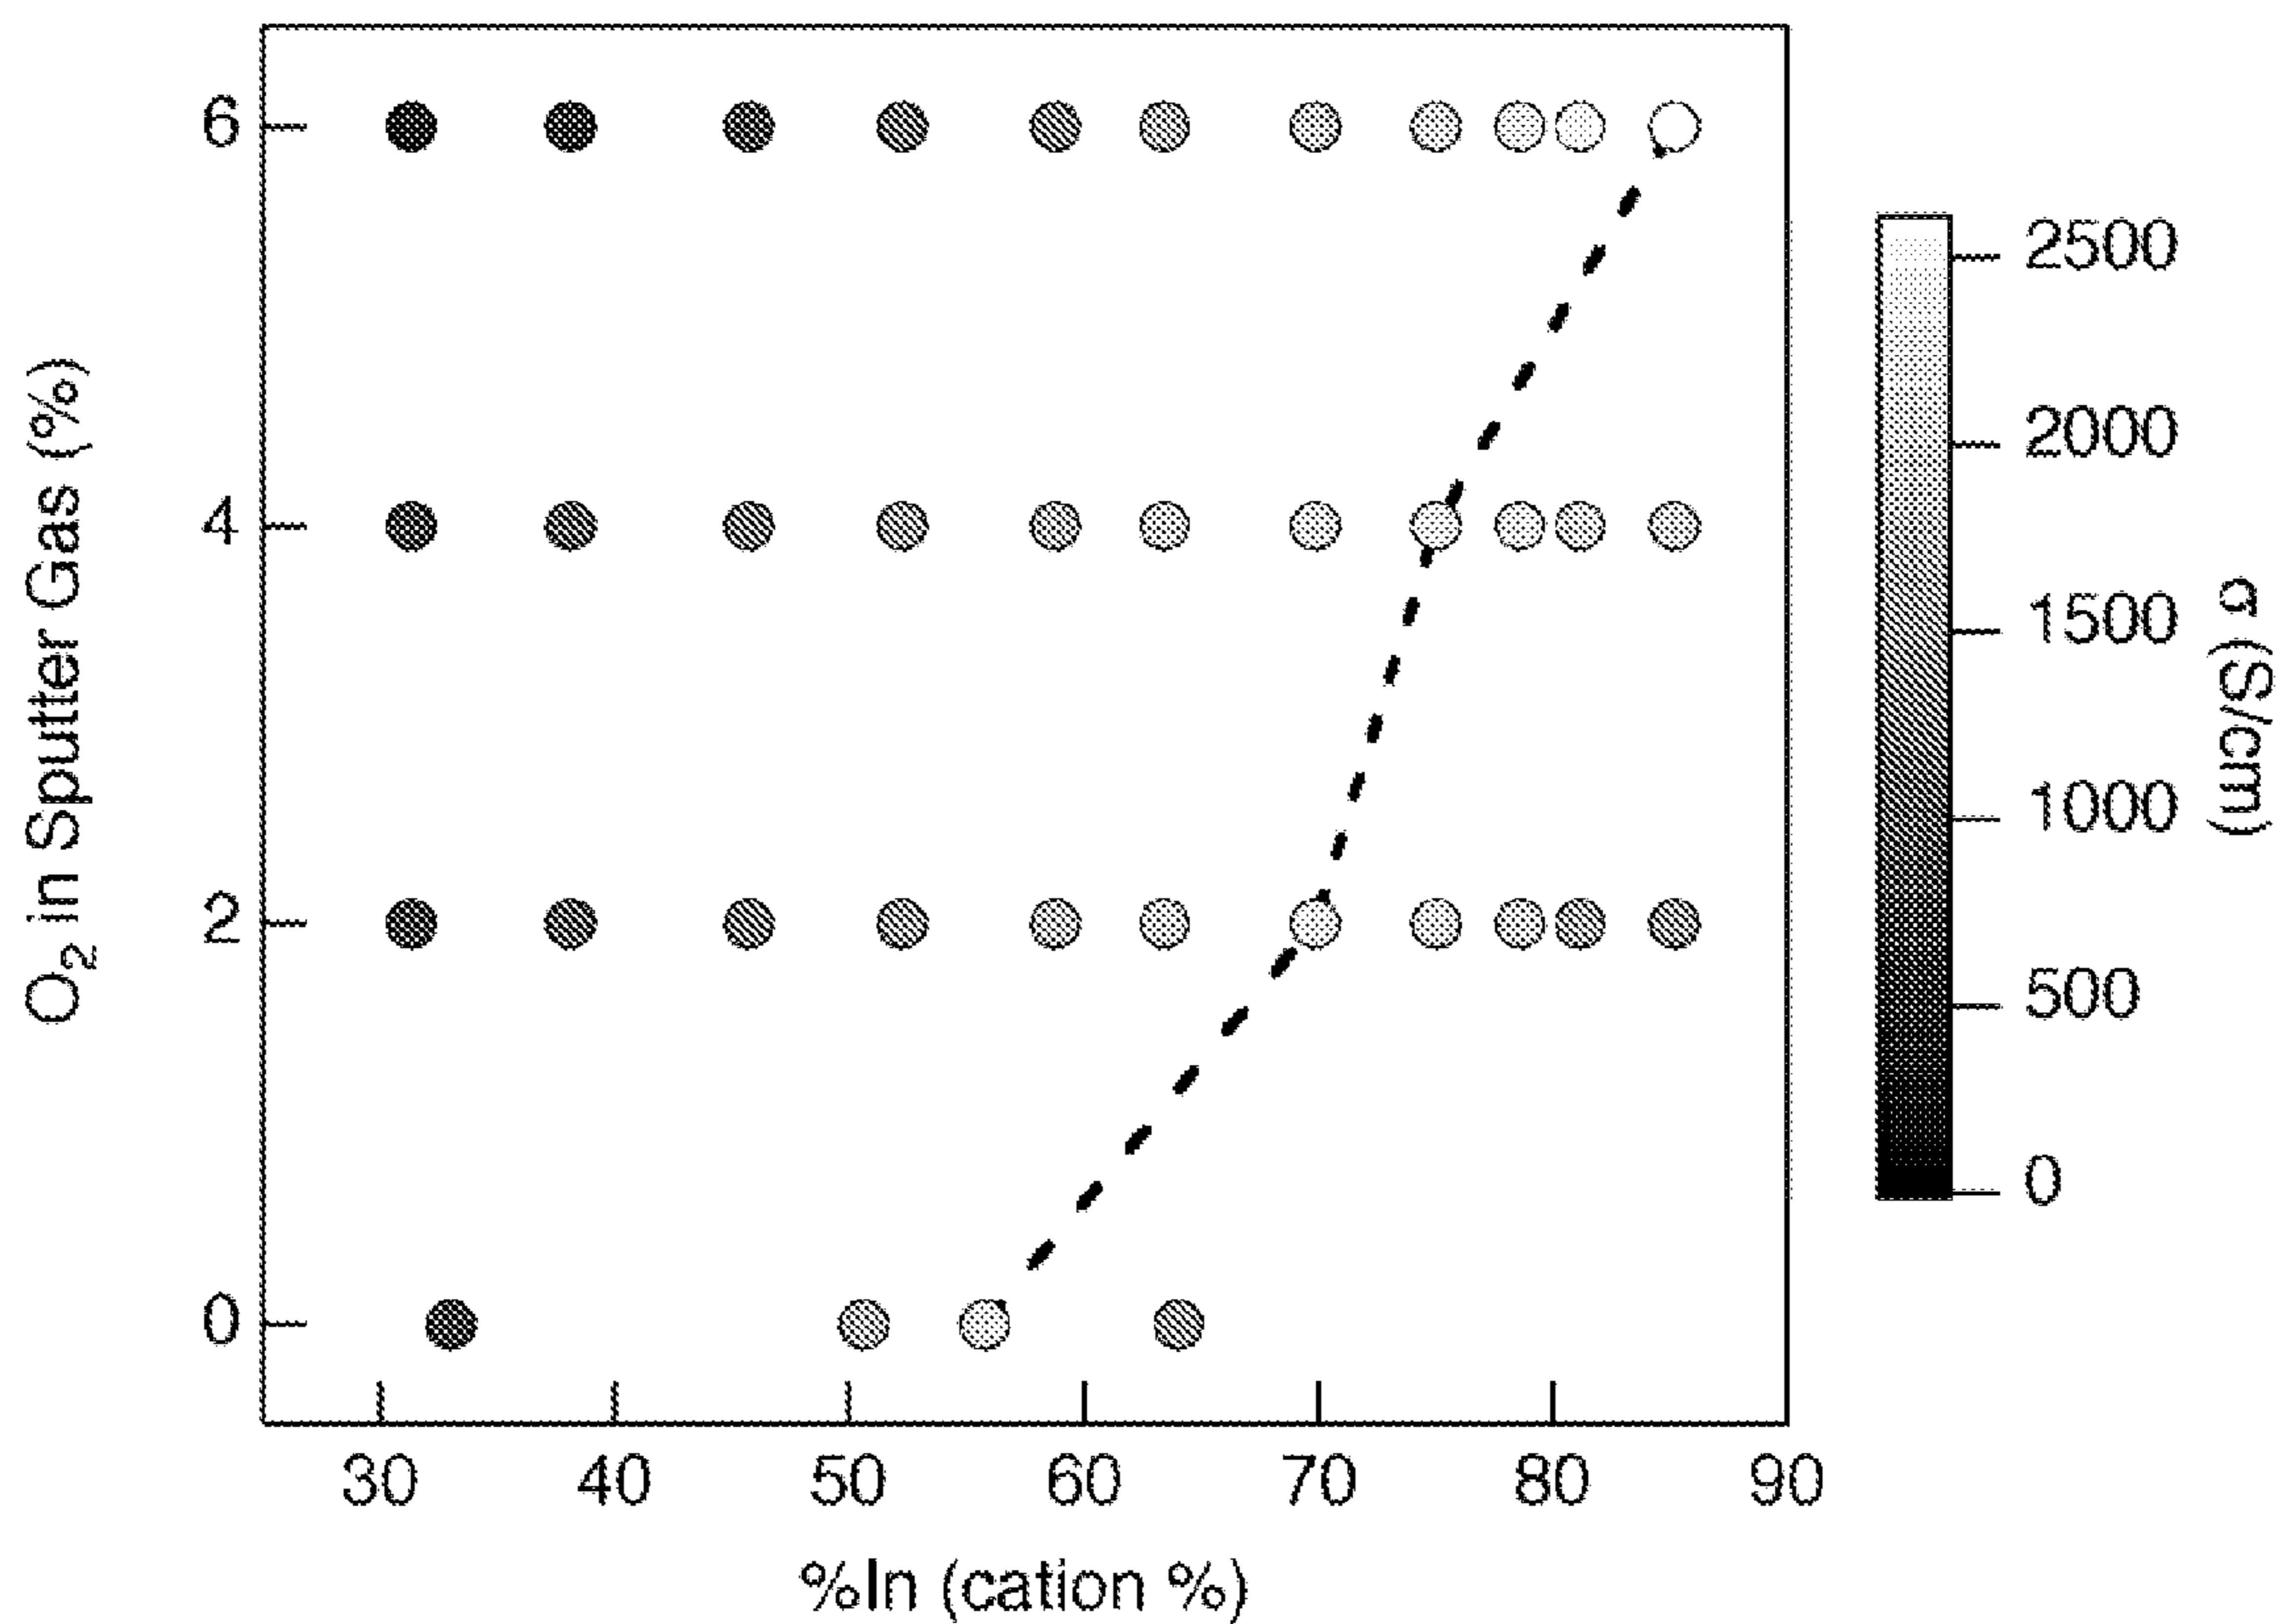 O2 in Sputter Gas (%)
6
4
2
0
30 40 50 60 70 80 90
%In (cation %)
2500
2000
1500
1000
500
0
σ (S/cm)